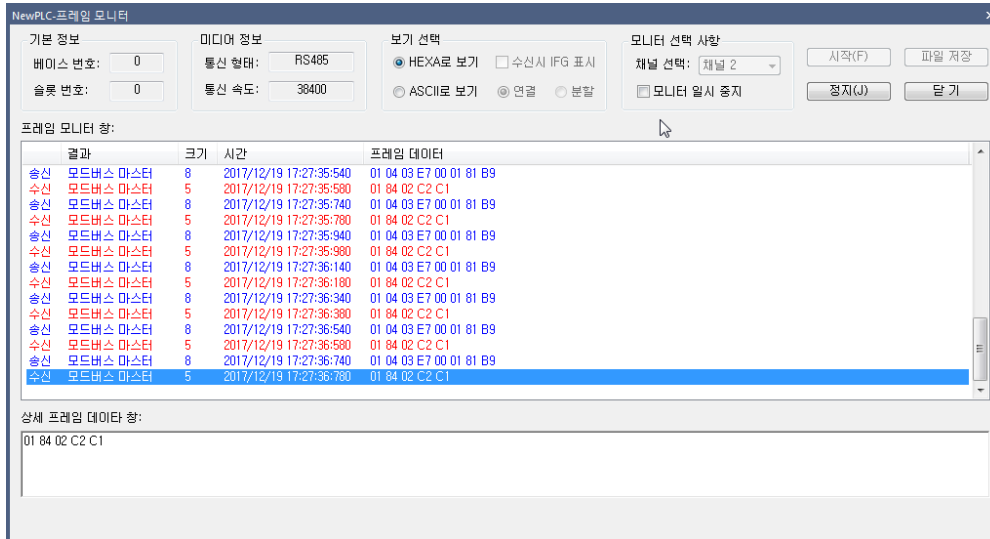 NewPLC-프레임 모니터
기본 정보
베이스 번호: 0
슬롯 번호: 0
미디어 정보
통신 형태: RS485
통신 속도: 38400
보기 선택
HEXA로 보기 수신시 IFG 표시
ASCII로 보기 연결 분할
모니터 선택 사항
채널 선택: 채널 2
모니터 일시 중지
시작(F) 파일 저장
정지(J) 닫기
프레임 모니터 창:
결과 크기 시간 프레임 데이터
송신 모드버스 마스터 8 2017/12/19 17:27:35:540 01 04 03 E7 00 01 81 B9
수신 모드버스 마스터 5 2017/12/19 17:27:35:580 01 84 02 C2 C1
송신 모드버스 마스터 8 2017/12/19 17:27:35:740 01 04 03 E7 00 01 81 B9
수신 모드버스 마스터 5 2017/12/19 17:27:35:780 01 84 02 C2 C1
송신 모드버스 마스터 8 2017/12/19 17:27:35:940 01 04 03 E7 00 01 81 B9
수신 모드버스 마스터 5 2017/12/19 17:27:35:980 01 84 02 C2 C1
송신 모드버스 마스터 8 2017/12/19 17:27:36:140 01 04 03 E7 00 01 81 B9
수신 모드버스 마스터 5 2017/12/19 17:27:36:180 01 84 02 C2 C1
송신 모드버스 마스터 8 2017/12/19 17:27:36:340 01 04 03 E7 00 01 81 B9
수신 모드버스 마스터 5 2017/12/19 17:27:36:380 01 84 02 C2 C1
송신 모드버스 마스터 8 2017/12/19 17:27:36:540 01 04 03 E7 00 01 81 B9
수신 모드버스 마스터 5 2017/12/19 17:27:36:580 01 84 02 C2 C1
송신 모드버스 마스터 8 2017/12/19 17:27:36:740 01 04 03 E7 00 01 81 B9
수신 모드버스 마스터 5 2017/12/19 17:27:36:780 01 84 02 C2 C1
상세 프레임 데이타 창:
01 84 02 C2 C1